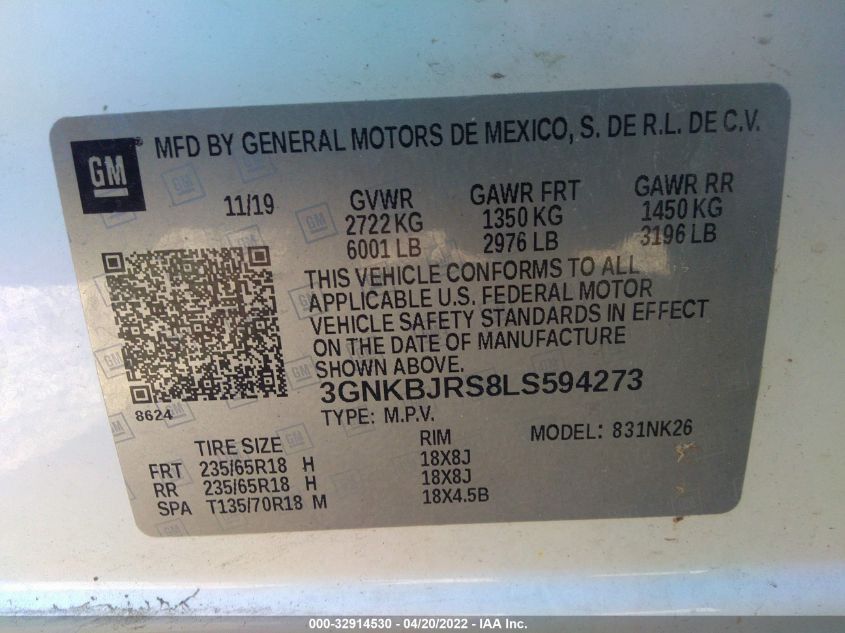 GM MFD BY GENERAL MOTORS DE MEXICO, S. DE R.L. DE C.V.
11/19 GVWR GAWR FRT GAWR RR
2722 KG 1350 KG 1450 KG
6001 LB 2976 LB 3196 LB
THIS VEHICLE CONFORMS TO ALL
APPLICABLE U.S. FEDERAL MOTOR
VEHICLE SAFETY STANDARDS IN EFFECT
ON THE DATE OF MANUFACTURE
SHOWN ABOVE.
3GNKBJRS8LS594273
8624 TYPE: M.P.V.
MODEL: 831NK26
TIRE SIZE RIM
FRT 235/65R18 H 18X8J
RR 235/65R18 H 18X8J
SPA T135/70R18 M 18X4.5B
000-32914530 - 04/20/2022 - IAA Inc.